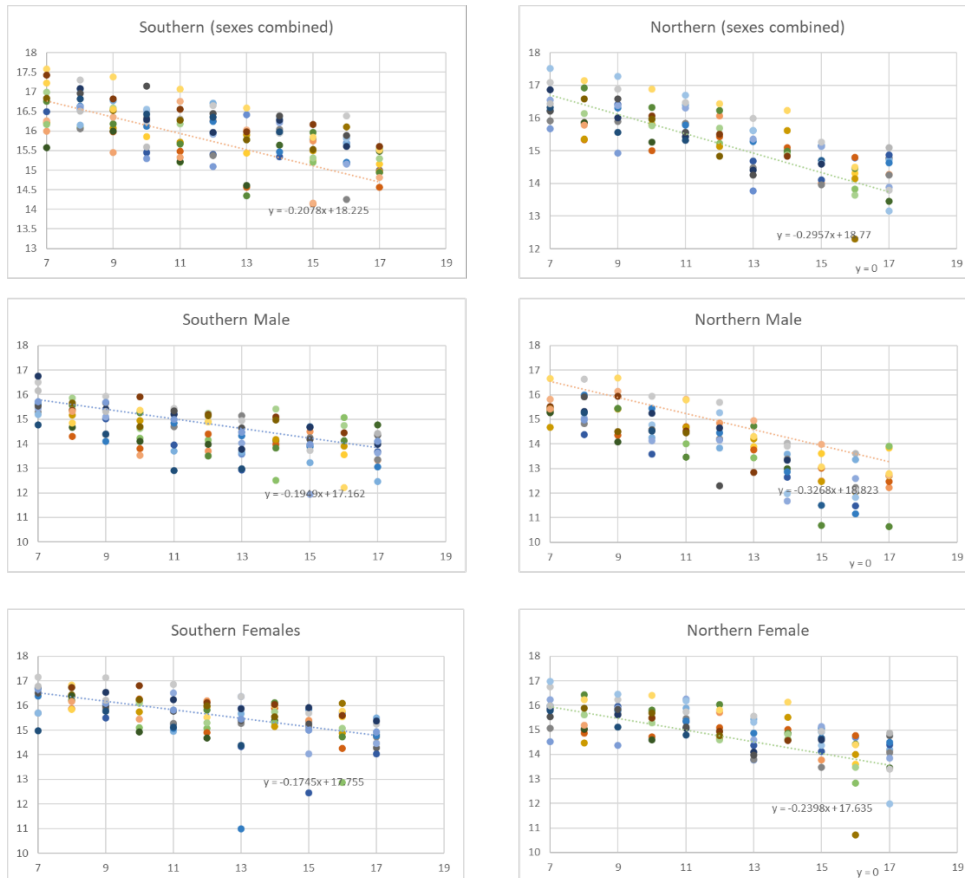 Southern (sexes combined)
18
17.5
17
16.5
16
15.5
15
14.5
14
13.5
13
y = -0.2078x + 18.225
7 9 11 13 15 17 19
Northern (sexes combined)
18
17
16
15
14
13
12
y = -0.2957x + 18.77
y = 0
7 9 11 13 15 17 19
Southern Male
18
17
16
15
14
13
12
11
10
y = -0.1949x + 17.162
7 9 11 13 15 17 19
Northern Male
18
17
16
15
14
13
12
11
10
y = -0.3268x + 18.823
y = 0
7 9 11 13 15 17 19
Southern Females
18
17
16
15
14
13
12
11
10
y = -0.1745x + 17.755
7 9 11 13 15 17 19
Northern Female
18
17
16
15
14
13
12
11
10
y = -0.2398x + 17.635
y = 0
7 9 11 13 15 17 19